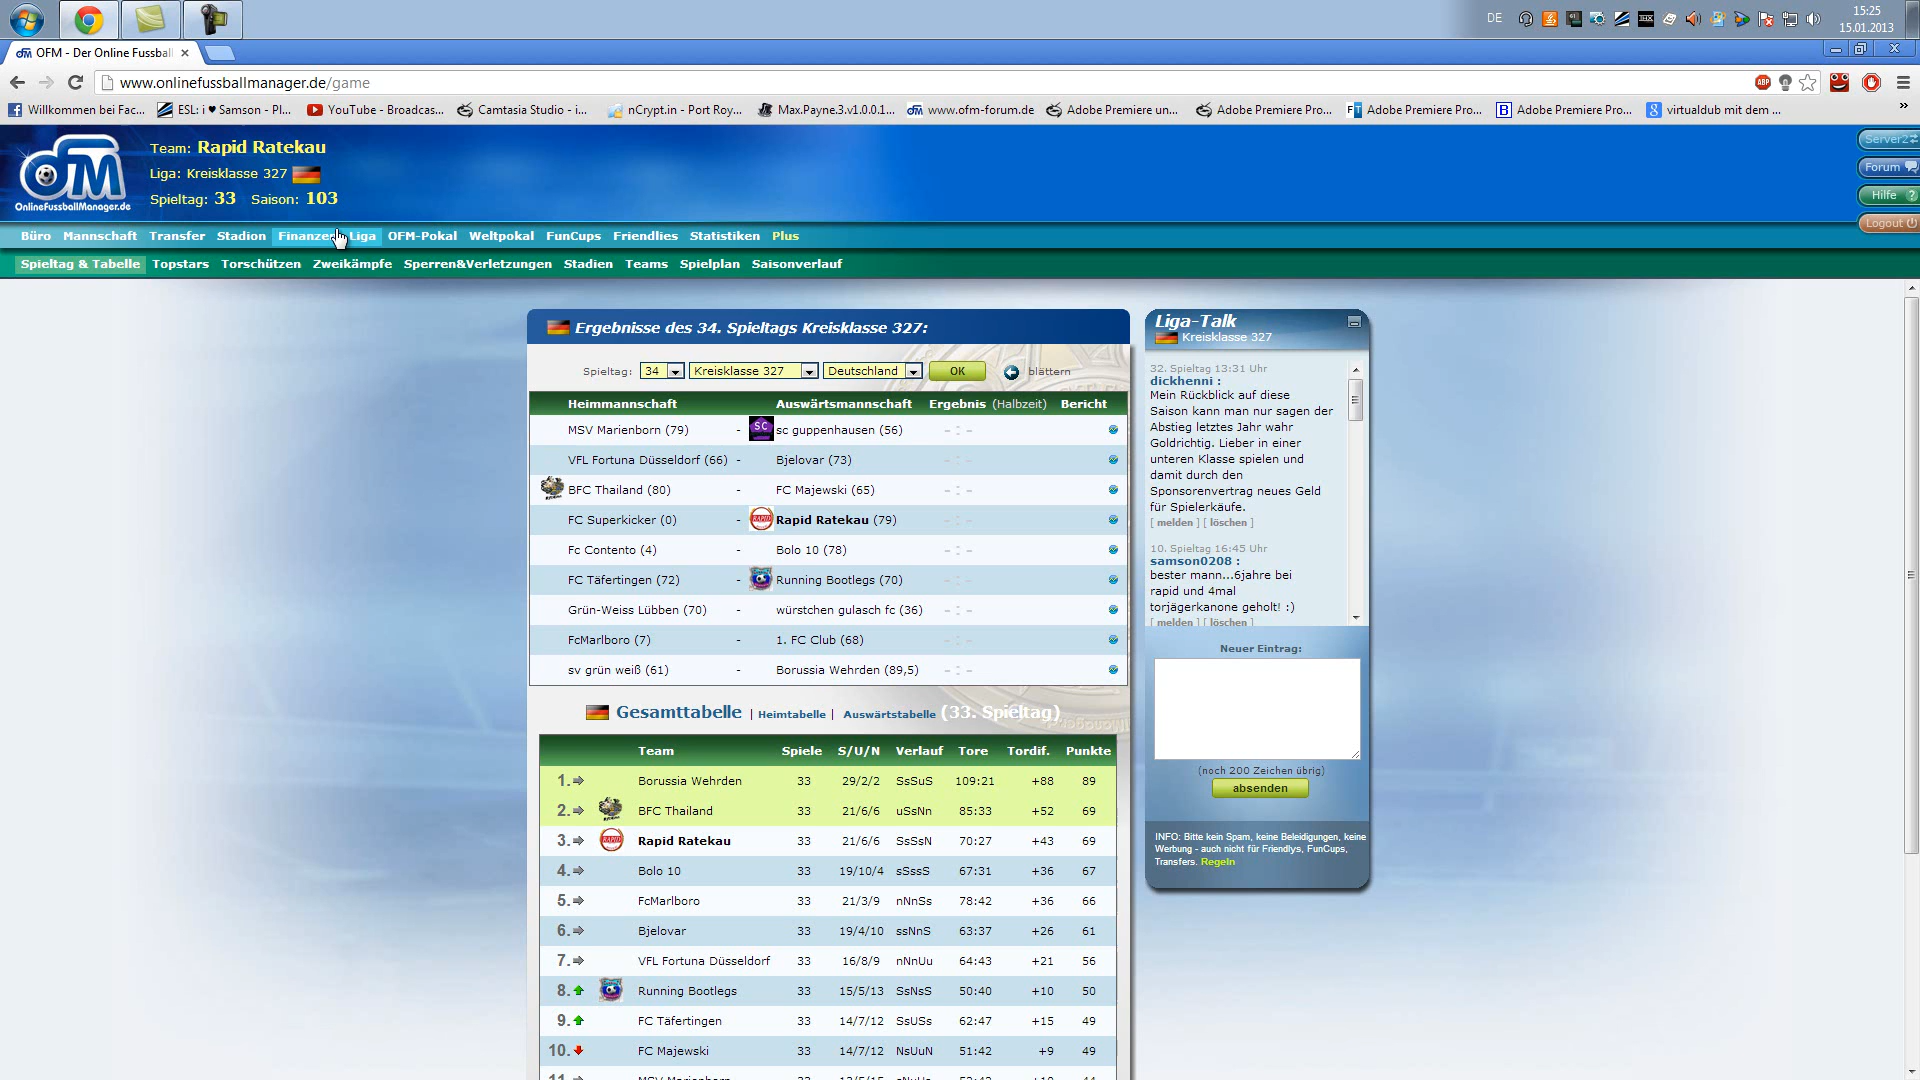 DE
15:25
15.01.2013
OFM - Der Online Fussbal
www.onlinefussballmanager.de/game
Willkommen bei Fac... ESL: i ♥ Samson - Pl... YouTube - Broadcas... Camtasia Studio - i... nCrypt.in - Port Roy... Max.Payne.3.v1.0.0.1... www.ofm-forum.de Adobe Premiere un... Adobe Premiere Pro... Adobe Premiere Pro... Adobe Premiere Pro... virtualdub mit dem ... »
OFM
OnlineFussballManager.de
Team: Rapid Ratekau
Liga: Kreisklasse 327
Spieltag: 33 Saison: 103
Server2
Forum
Hilfe ?
Logout
Büro Mannschaft Transfer Stadion Finanzen Liga OFM-Pokal Weltpokal FunCups Friendlies Statistiken Plus
Spieltag & Tabelle Topstars Torschützen Zweikämpfe Sperren&Verletzungen Stadien Teams Spielplan Saisonverlauf
Ergebnisse des 34. Spieltags Kreisklasse 327:
Spieltag: 34 Kreisklasse 327 Deutschland OK blättern
Heimmannschaft Auswärtsmannschaft Ergebnis (Halbzeit) Bericht
MSV Marienborn (79) - SC sc guppenhausen (56) - : -
VFL Fortuna Düsseldorf (66) - Bjelovar (73) - : -
BFC Thailand (80) - FC Majewski (65) - : -
FC Superkicker (0) - RAPID Rapid Ratekau (79) - : -
Fc Contento (4) - Bolo 10 (78) - : -
FC Täfertingen (72) - Running Bootlegs (70) - : -
Grün-Weiss Lübben (70) - würstchen gulasch fc (36) - : -
FcMarlboro (7) - 1. FC Club (68) - : -
sv grün weiß (61) - Borussia Wehrden (89,5) - : -
Gesamttabelle | Heimtabelle | Auswärtstabelle (33. Spieltag)
Team Spiele S/U/N Verlauf Tore Tordif. Punkte
1. Borussia Wehrden 33 29/2/2 SsSuS 109:21 +88 89
2. BFC Thailand 33 21/6/6 uSsNn 85:33 +52 69
3. RAPID Rapid Ratekau 33 21/6/6 SsSsN 70:27 +43 69
4. Bolo 10 33 19/10/4 sSssS 67:31 +36 67
5. FcMarlboro 33 21/3/9 nNnSs 78:42 +36 66
6. Bjelovar 33 19/4/10 ssNnS 63:37 +26 61
7. VFL Fortuna Düsseldorf 33 16/8/9 nNnUu 64:43 +21 56
8. Running Bootlegs 33 15/5/13 SsNsS 50:40 +10 50
9. FC Täfertingen 33 14/7/12 SsUSs 62:47 +15 49
10. FC Majewski 33 14/7/12 NsUuN 51:42 +9 49
Liga-Talk
Kreisklasse 327
32. Spieltag 13:31 Uhr
dickhenni :
Mein Rückblick auf diese
Saison kann man nur sagen der
Abstieg letztes Jahr wahr
Goldrichtig. Lieber in einer
unteren Klasse spielen und
damit durch den
Sponsorenvertrag neues Geld
für Spielerkäufe.
[ melden ] [ löschen ]
10. Spieltag 16:45 Uhr
samson0208 :
bester mann...6jahre bei
rapid und 4mal
torjägerkanone geholt! :)
[ melden ] [ löschen ]
Neuer Eintrag:
(noch 200 Zeichen übrig)
absenden
INFO: Bitte kein Spam, keine Beleidigungen, keine
Werbung - auch nicht für Friendlys, FunCups,
Transfers. Regeln